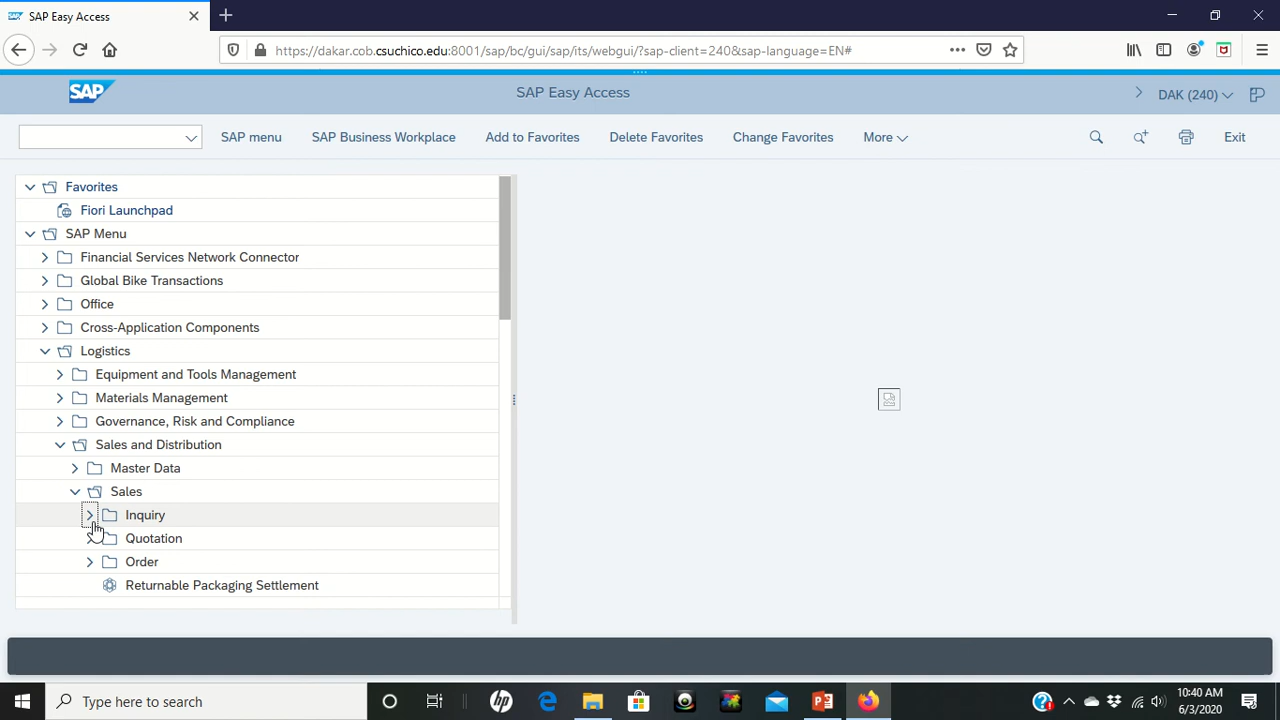 SAP Easy Access
https://dakar.cob.csuchico.edu:8001/sap/bc/gui/sap/its/webgui/?sap-client=240&sap-language=EN#
SAP
SAP Easy Access
DAK (240)
SAP menu
SAP Business Workplace
Add to Favorites
Delete Favorites
Change Favorites
More
Exit
Favorites
Fiori Launchpad
SAP Menu
Financial Services Network Connector
Global Bike Transactions
Office
Cross-Application Components
Logistics
Equipment and Tools Management
Materials Management
Governance, Risk and Compliance
Sales and Distribution
Master Data
Sales
Inquiry
Quotation
Order
Returnable Packaging Settlement
Type here to search
10:40 AM
6/3/2020